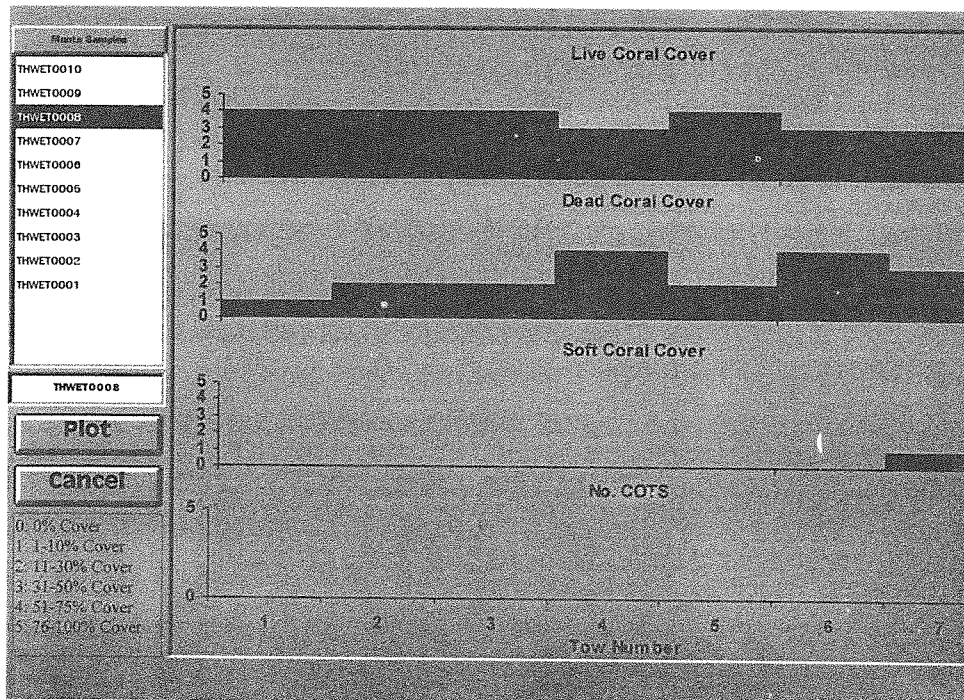 Manta Samples
THWET0010
THWET0009
THWET0008
THWET0007
THWET0006
THWET0005
THWET0004
THWET0003
THWET0002
THWET0001
THWET0008
Plot
Cancel
0: 0% Cover
1: 1-10% Cover
2: 11-30% Cover
3: 31-50% Cover
4: 51-75% Cover
5: 76-100% Cover
Live Coral Cover
5
4
3
2
1
0
Dead Coral Cover
5
4
3
2
1
0
Soft Coral Cover
5
4
3
2
1
0
No. COTS
5
0
1 2 3 4 5 6 7
Tow Number